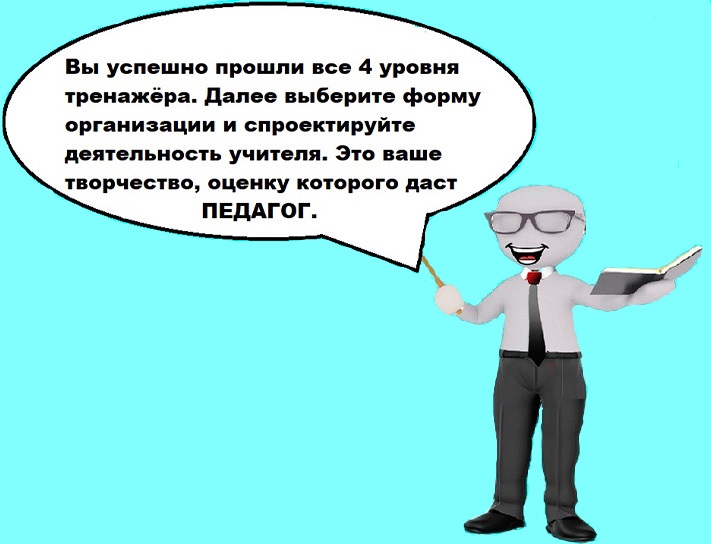 Вы успешно прошли все 4 уровня
тренажёра. Далее выберите форму
организации и спроектируйте
деятельность учителя. Это ваше
творчество, оценку которого даст
ПЕДАГОГ.